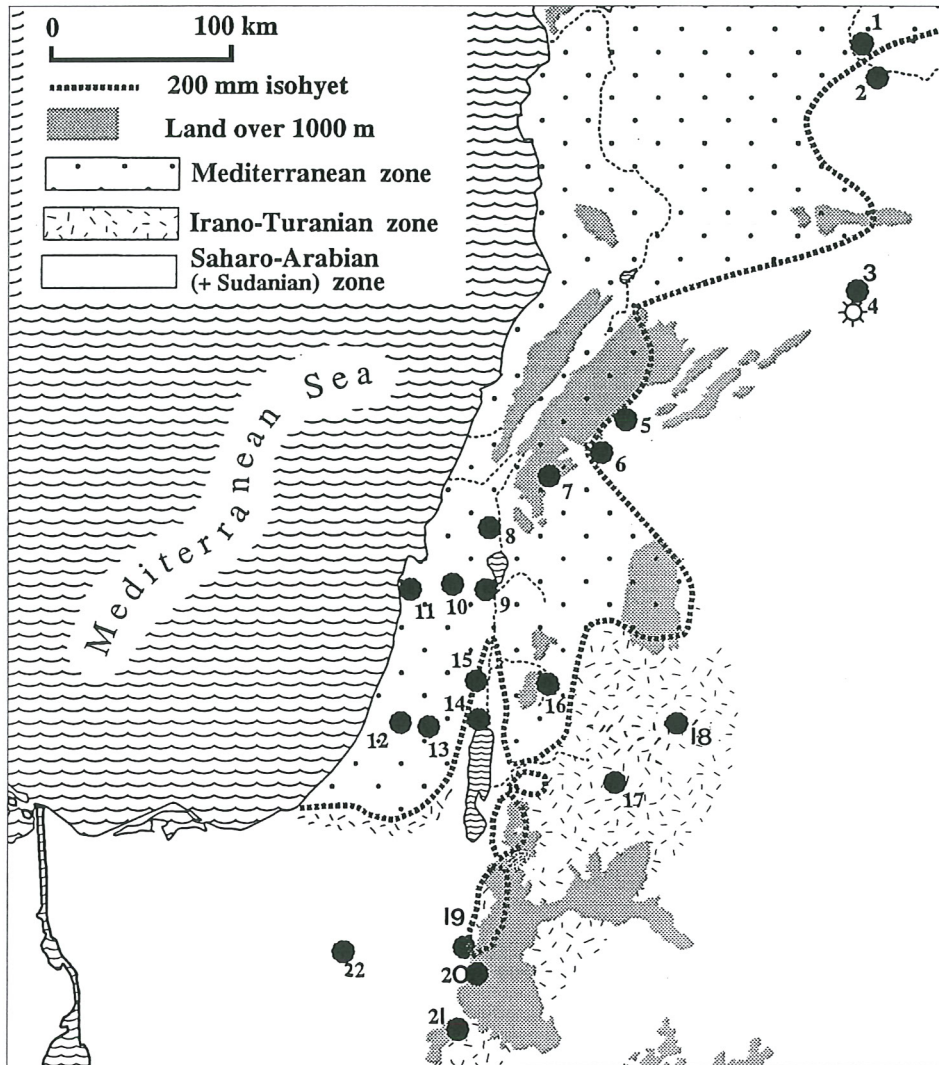 0 100 km
200 mm isohyet
Land over 1000 m
Mediterranean zone
Irano-Turanian zone
Saharo-Arabian
(+ Sudanian) zone
Mediterranean Sea
1
2
3
4
5
6
7
8
9
10
11
12
13
14
15
16
17
18
19
20
21
22